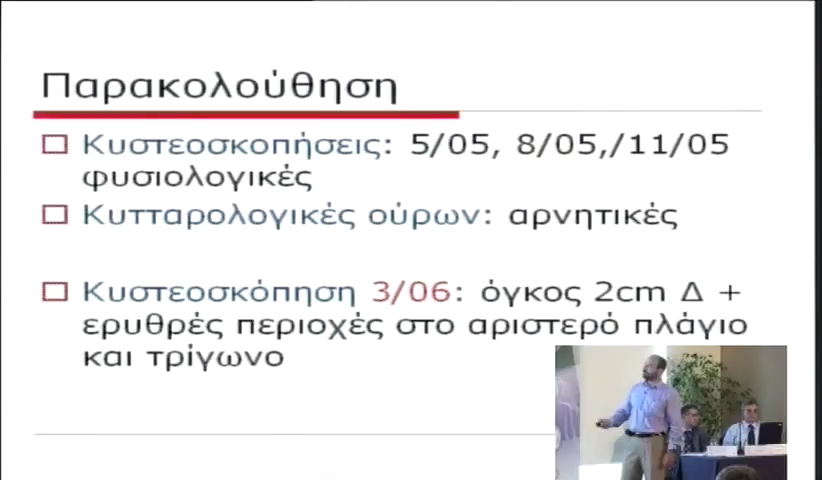 Παρακολούθηση
Κυστεοσκοπήσεις: 5/05, 8/05,/11/05
φυσιολογικές
Κυτταρολογικές ούρων: αρνητικές
Κυστεοσκόπηση 3/06: όγκος 2cm Δ +
ερυθρές περιοχές στο αριστερό πλάγιο
και τρίγωνο